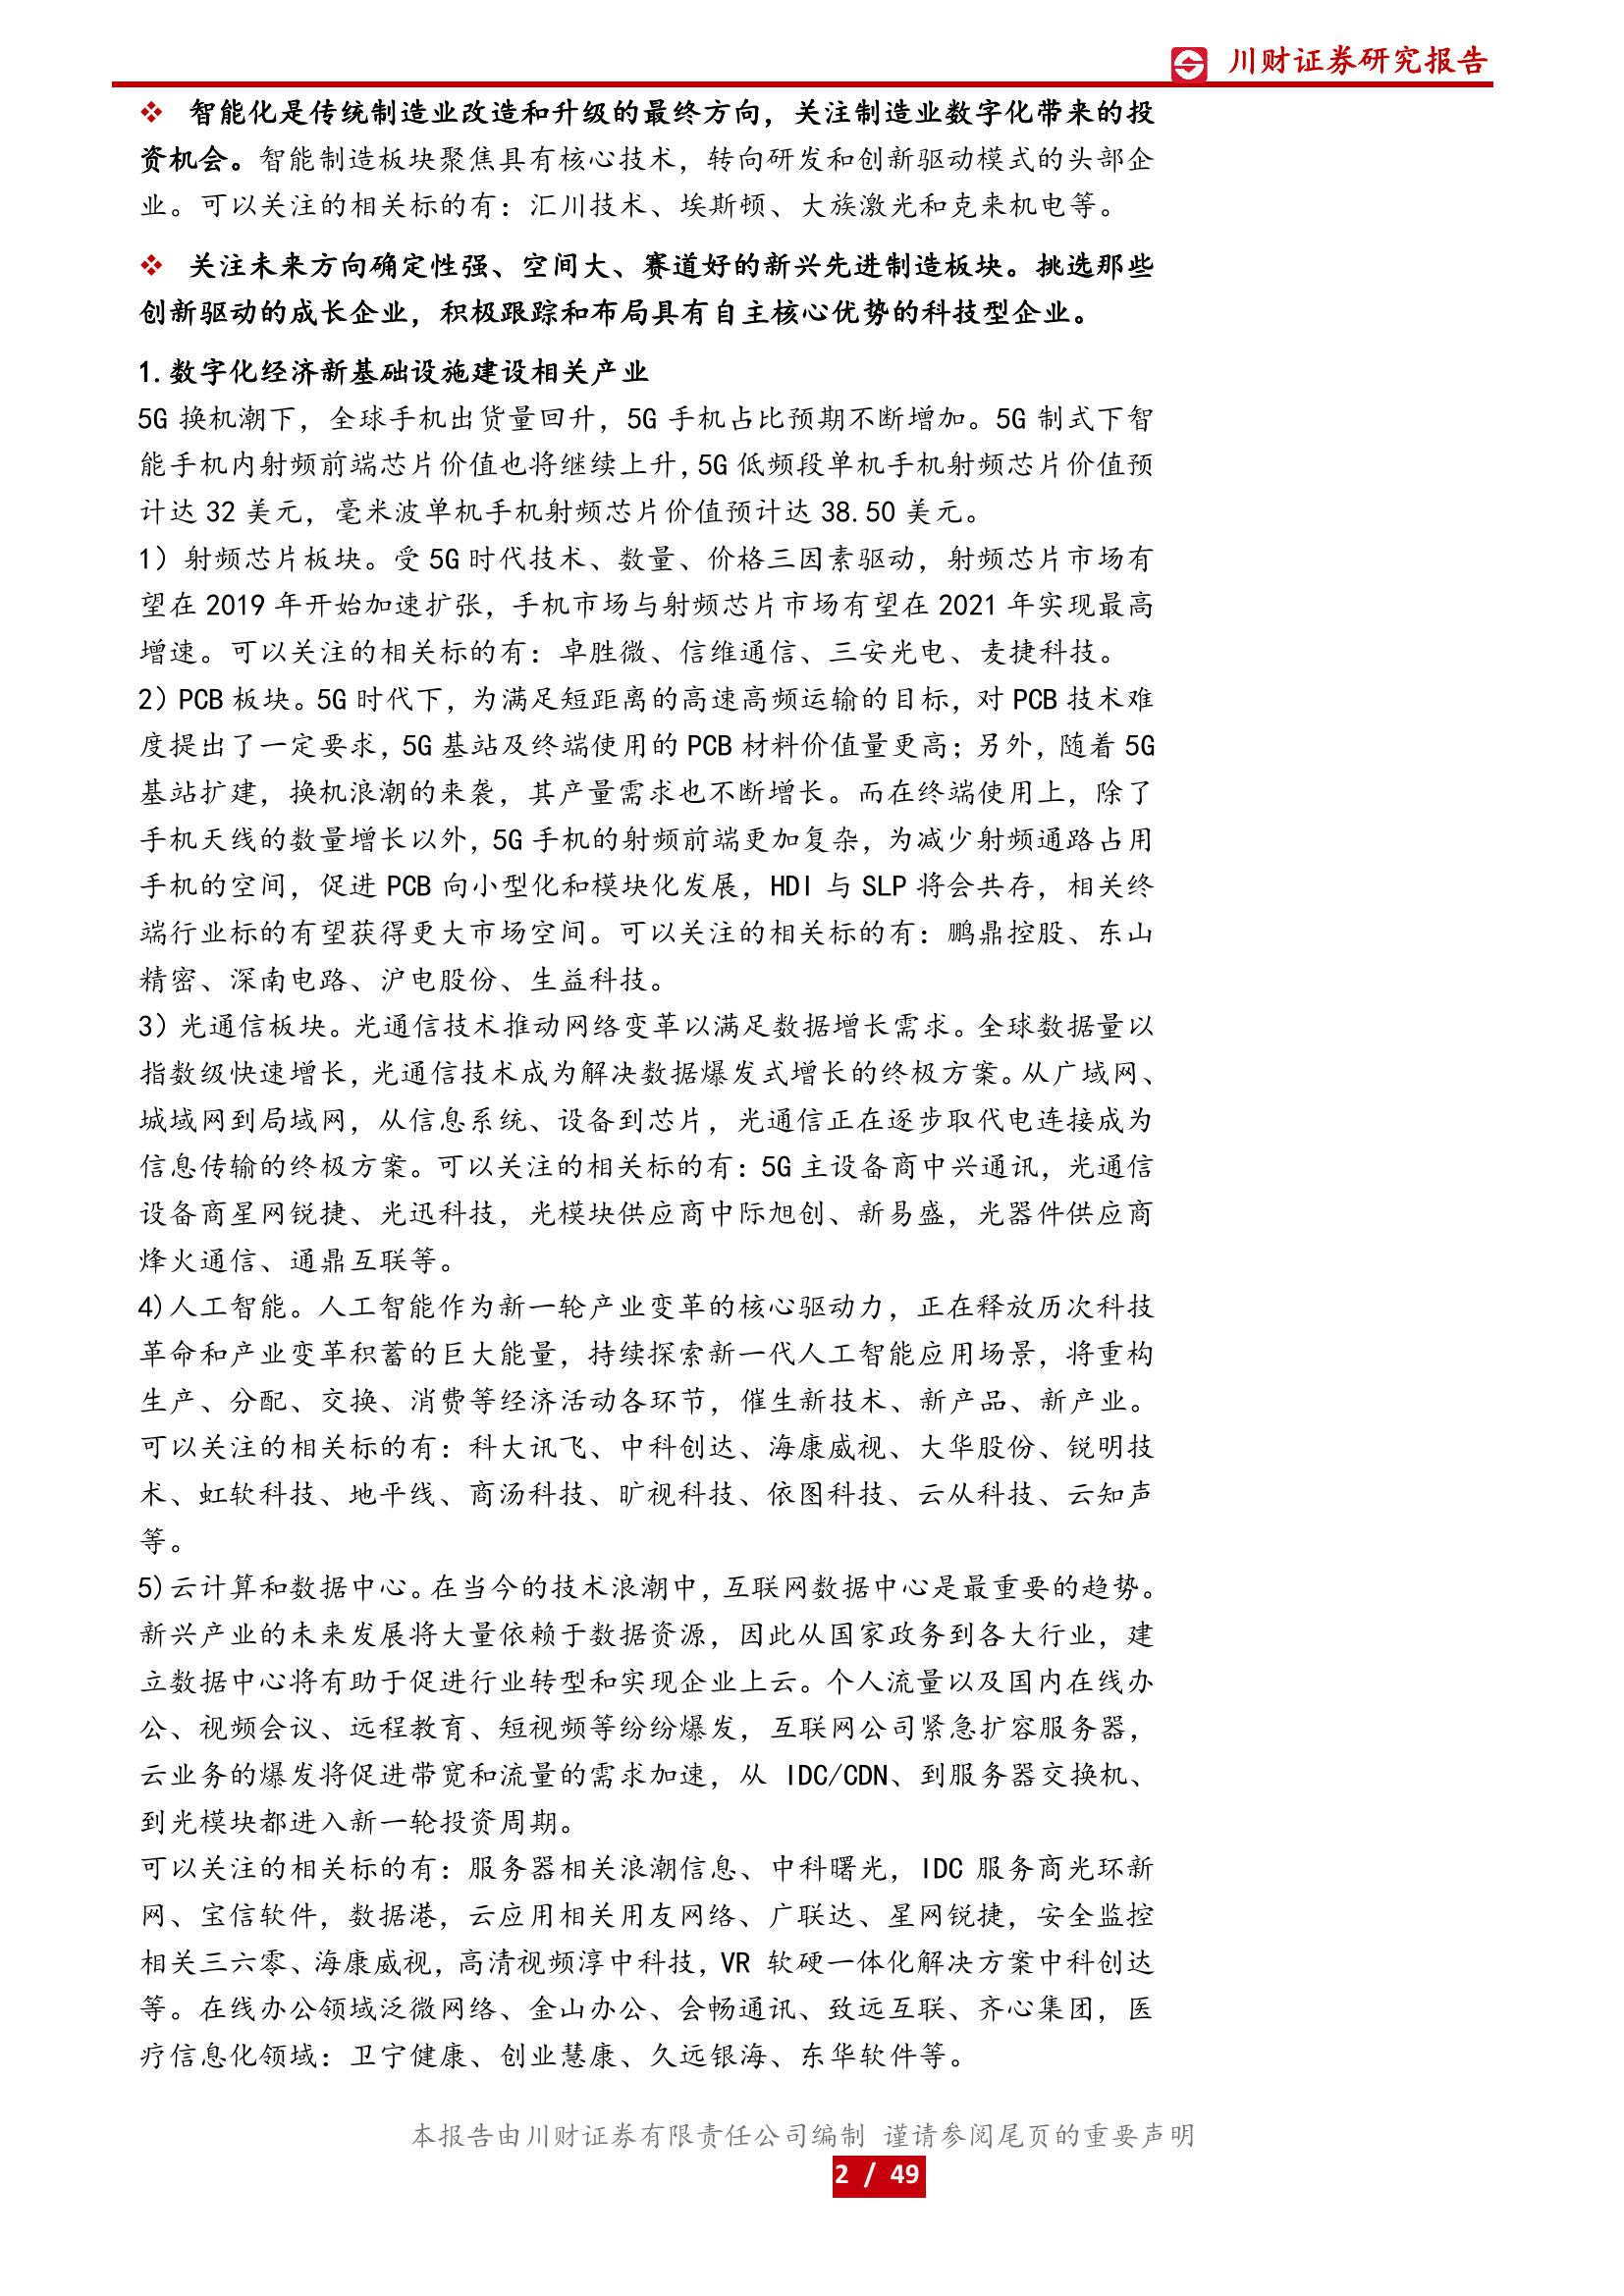 川财证券研究报告
❖ 智能化是传统制造业改造和升级的最终方向，关注制造业数字化带来的投
资机会。智能制造板块聚焦具有核心技术，转向研发和创新驱动模式的头部企
业。可以关注的相关标的有：汇川技术、埃斯顿、大族激光和克来机电等。
❖ 关注未来方向确定性强、空间大、赛道好的新兴先进制造板块。挑选那些
创新驱动的成长企业，积极跟踪和布局具有自主核心优势的科技型企业。
1.数字化经济新基础设施建设相关产业
5G 换机潮下，全球手机出货量回升，5G 手机占比预期不断增加。5G 制式下智
能手机内射频前端芯片价值也将继续上升，5G 低频段单机手机射频芯片价值预
计达 32 美元，毫米波单机手机射频芯片价值预计达 38.50 美元。
1）射频芯片板块。受 5G 时代技术、数量、价格三因素驱动，射频芯片市场有
望在 2019 年开始加速扩张，手机市场与射频芯片市场有望在 2021 年实现最高
增速。可以关注的相关标的有：卓胜微、信维通信、三安光电、麦捷科技。
2）PCB 板块。5G 时代下，为满足短距离的高速高频运输的目标，对 PCB 技术难
度提出了一定要求，5G 基站及终端使用的 PCB 材料价值量更高；另外，随着 5G
基站扩建，换机浪潮的来袭，其产量需求也不断增长。而在终端使用上，除了
手机天线的数量增长以外，5G 手机的射频前端更加复杂，为减少射频通路占用
手机的空间，促进 PCB 向小型化和模块化发展，HDI 与 SLP 将会共存，相关终
端行业标的有望获得更大市场空间。可以关注的相关标的有：鹏鼎控股、东山
精密、深南电路、沪电股份、生益科技。
3）光通信板块。光通信技术推动网络变革以满足数据增长需求。全球数据量以
指数级快速增长，光通信技术成为解决数据爆发式增长的终极方案。从广域网、
城域网到局域网，从信息系统、设备到芯片，光通信正在逐步取代电连接成为
信息传输的终极方案。可以关注的相关标的有：5G 主设备商中兴通讯，光通信
设备商星网锐捷、光迅科技，光模块供应商中际旭创、新易盛，光器件供应商
烽火通信、通鼎互联等。
4)人工智能。人工智能作为新一轮产业变革的核心驱动力，正在释放历次科技
革命和产业变革积蓄的巨大能量，持续探索新一代人工智能应用场景，将重构
生产、分配、交换、消费等经济活动各环节，催生新技术、新产品、新产业。
可以关注的相关标的有：科大讯飞、中科创达、海康威视、大华股份、锐明技
术、虹软科技、地平线、商汤科技、旷视科技、依图科技、云从科技、云知声
等。
5)云计算和数据中心。在当今的技术浪潮中，互联网数据中心是最重要的趋势。
新兴产业的未来发展将大量依赖于数据资源，因此从国家政务到各大行业，建
立数据中心将有助于促进行业转型和实现企业上云。个人流量以及国内在线办
公、视频会议、远程教育、短视频等纷纷爆发，互联网公司紧急扩容服务器，
云业务的爆发将促进带宽和流量的需求加速，从 IDC/CDN、到服务器交换机、
到光模块都进入新一轮投资周期。
可以关注的相关标的有：服务器相关浪潮信息、中科曙光，IDC 服务商光环新
网、宝信软件，数据港，云应用相关用友网络、广联达、星网锐捷，安全监控
相关三六零、海康威视，高清视频淳中科技，VR 软硬一体化解决方案中科创达
等。在线办公领域泛微网络、金山办公、会畅通讯、致远互联、齐心集团，医
疗信息化领域：卫宁健康、创业慧康、久远银海、东华软件等。
本报告由川财证券有限责任公司编制 谨请参阅尾页的重要声明
2 / 49